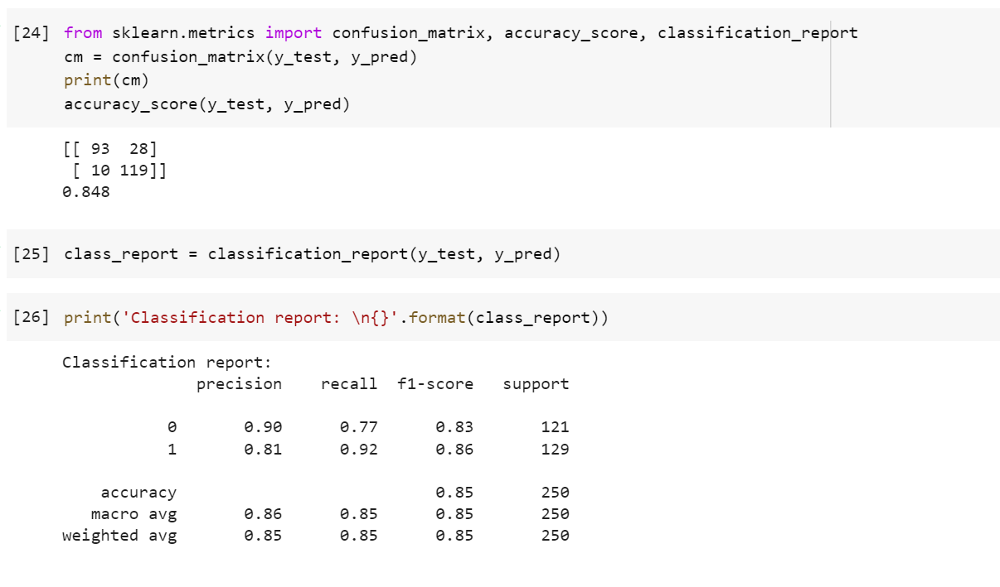 [24] from sklearn.metrics import confusion_matrix, accuracy_score, classification_report
cm = confusion_matrix(y_test, y_pred)
print(cm)
accuracy_score(y_test, y_pred)
[[ 93  28]
 [ 10 119]]
0.848
[25] class_report = classification_report(y_test, y_pred)
[26] print('Classification report: \n{}'.format(class_report))
Classification report:
precision recall f1-score support
0 0.90 0.77 0.83 121
1 0.81 0.92 0.86 129
accuracy 0.85 250
macro avg 0.86 0.85 0.85 250
weighted avg 0.85 0.85 0.85 250